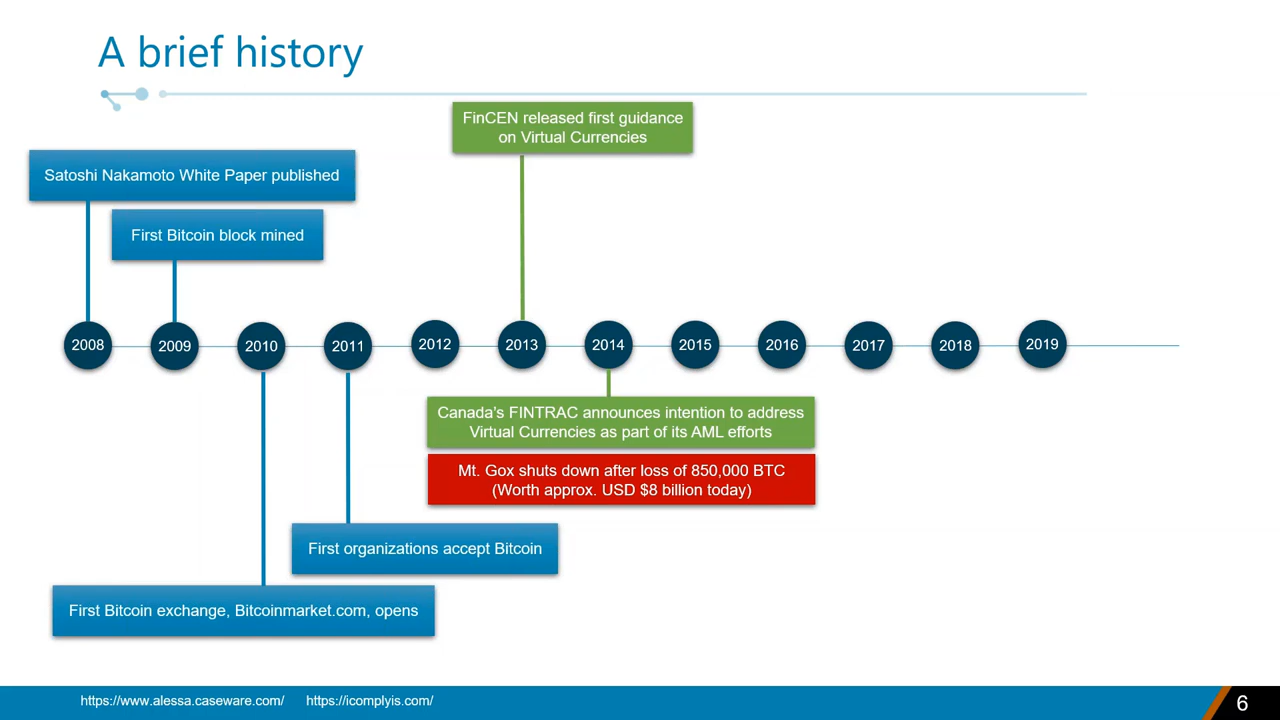 A brief history
FinCEN released first guidance
on Virtual Currencies
Satoshi Nakamoto White Paper published
First Bitcoin block mined
2008 2009 2010 2011 2012 2013 2014 2015 2016 2017 2018 2019
Canada’s FINTRAC announces intention to address
Virtual Currencies as part of its AML efforts
Mt. Gox shuts down after loss of 850,000 BTC
(Worth approx. USD $8 billion today)
First organizations accept Bitcoin
First Bitcoin exchange, Bitcoinmarket.com, opens
https://www.alessa.caseware.com/ https://icomplyis.com/
6